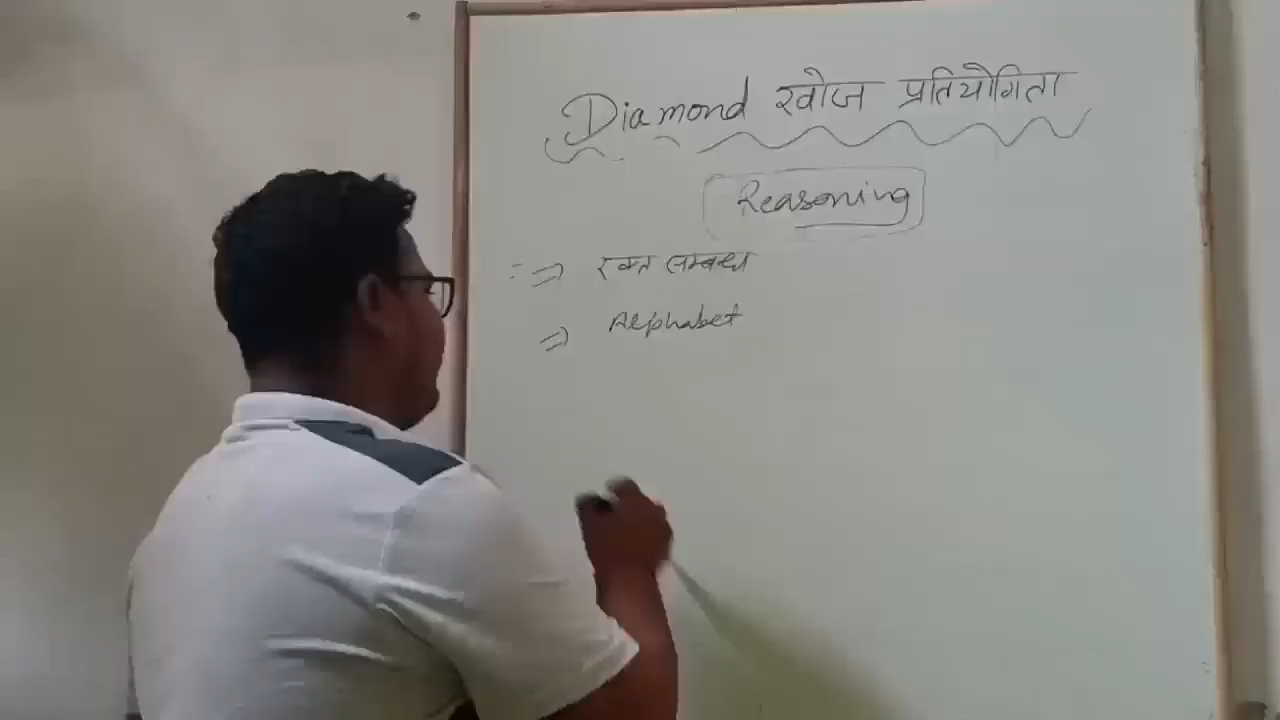 Diamond खोज प्रतियोगिता
Reasoning
⇒ रक्त सम्बन्ध
⇒ Alphabet